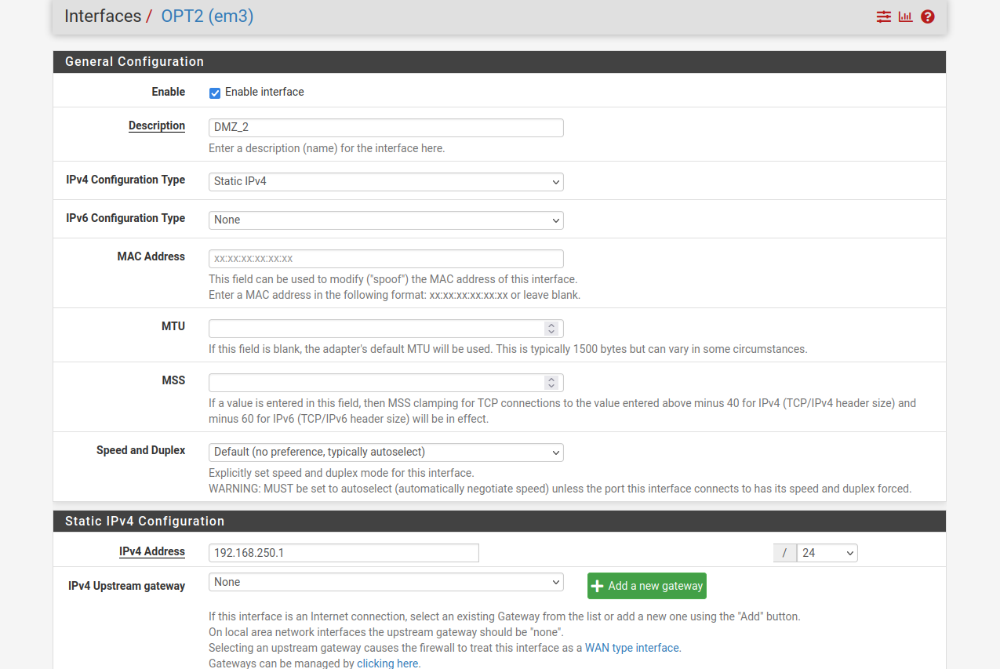 Interfaces / OPT2 (em3)
General Configuration
Enable Enable interface
Description DMZ_2
Enter a description (name) for the interface here.
IPv4 Configuration Type Static IPv4
IPv6 Configuration Type None
MAC Address xx:xx:xx:xx:xx:xx
This field can be used to modify ("spoof") the MAC address of this interface.
Enter a MAC address in the following format: xx:xx:xx:xx:xx:xx or leave blank.
MTU
If this field is blank, the adapter's default MTU will be used. This is typically 1500 bytes but can vary in some circumstances.
MSS
If a value is entered in this field, then MSS clamping for TCP connections to the value entered above minus 40 for IPv4 (TCP/IPv4 header size) and
minus 60 for IPv6 (TCP/IPv6 header size) will be in effect.
Speed and Duplex Default (no preference, typically autoselect)
Explicitly set speed and duplex mode for this interface.
WARNING: MUST be set to autoselect (automatically negotiate speed) unless the port this interface connects to has its speed and duplex forced.
Static IPv4 Configuration
IPv4 Address 192.168.250.1 / 24
IPv4 Upstream gateway None Add a new gateway
If this interface is an Internet connection, select an existing Gateway from the list or add a new one using the "Add" button.
On local area network interfaces the upstream gateway should be "none".
Selecting an upstream gateway causes the firewall to treat this interface as a WAN type interface.
Gateways can be managed by clicking here.